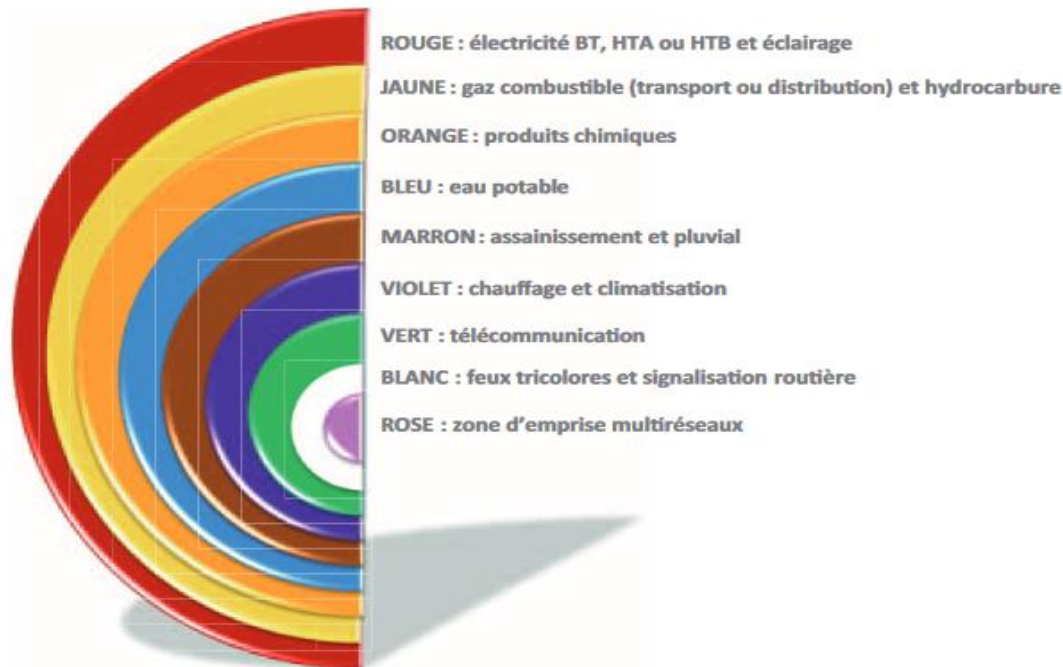 ROUGE : électricité BT, HTA ou HTB et éclairage
JAUNE : gaz combustible (transport ou distribution) et hydrocarbure
ORANGE : produits chimiques
BLEU : eau potable
MARRON : assainissement et pluvial
VIOLET : chauffage et climatisation
VERT : télécommunication
BLANC : feux tricolores et signalisation routière
ROSE : zone d’emprise multiréseaux